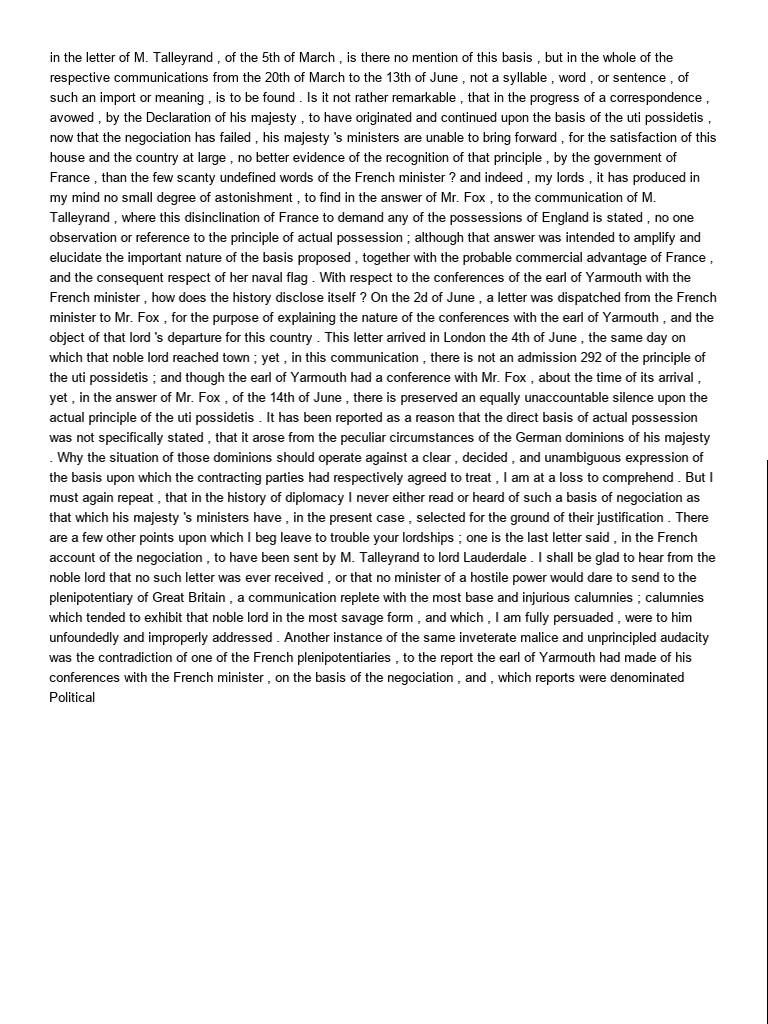 in the letter of M. Talleyrand , of the 5th of March , is there no mention of this basis , but in the whole of the
respective communications from the 20th of March to the 13th of June , not a syllable , word , or sentence , of
such an import or meaning , is to be found . Is it not rather remarkable , that in the progress of a correspondence ,
avowed , by the Declaration of his majesty , to have originated and continued upon the basis of the uti possidetis ,
now that the negociation has failed , his majesty 's ministers are unable to bring forward , for the satisfaction of this
house and the country at large , no better evidence of the recognition of that principle , by the government of
France , than the few scanty undefined words of the French minister ? and indeed , my lords , it has produced in
my mind no small degree of astonishment , to find in the answer of Mr. Fox , to the communication of M.
Talleyrand , where this disinclination of France to demand any of the possessions of England is stated , no one
observation or reference to the principle of actual possession ; although that answer was intended to amplify and
elucidate the important nature of the basis proposed , together with the probable commercial advantage of France ,
and the consequent respect of her naval flag . With respect to the conferences of the earl of Yarmouth with the
French minister , how does the history disclose itself ? On the 2d of June , a letter was dispatched from the French
minister to Mr. Fox , for the purpose of explaining the nature of the conferences with the earl of Yarmouth , and the
object of that lord 's departure for this country . This letter arrived in London the 4th of June , the same day on
which that noble lord reached town ; yet , in this communication , there is not an admission 292 of the principle of
the uti possidetis ; and though the earl of Yarmouth had a conference with Mr. Fox , about the time of its arrival ,
yet , in the answer of Mr. Fox , of the 14th of June , there is preserved an equally unaccountable silence upon the
actual principle of the uti possidetis . It has been reported as a reason that the direct basis of actual possession
was not specifically stated , that it arose from the peculiar circumstances of the German dominions of his majesty
. Why the situation of those dominions should operate against a clear , decided , and unambiguous expression of
the basis upon which the contracting parties had respectively agreed to treat , I am at a loss to comprehend . But I
must again repeat , that in the history of diplomacy I never either read or heard of such a basis of negociation as
that which his majesty 's ministers have , in the present case , selected for the ground of their justification . There
are a few other points upon which I beg leave to trouble your lordships ; one is the last letter said , in the French
account of the negociation , to have been sent by M. Talleyrand to lord Lauderdale . I shall be glad to hear from the
noble lord that no such letter was ever received , or that no minister of a hostile power would dare to send to the
plenipotentiary of Great Britain , a communication replete with the most base and injurious calumnies ; calumnies
which tended to exhibit that noble lord in the most savage form , and which , I am fully persuaded , were to him
unfoundedly and improperly addressed . Another instance of the same inveterate malice and unprincipled audacity
was the contradiction of one of the French plenipotentiaries , to the report the earl of Yarmouth had made of his
conferences with the French minister , on the basis of the negociation , and , which reports were denominated
Political